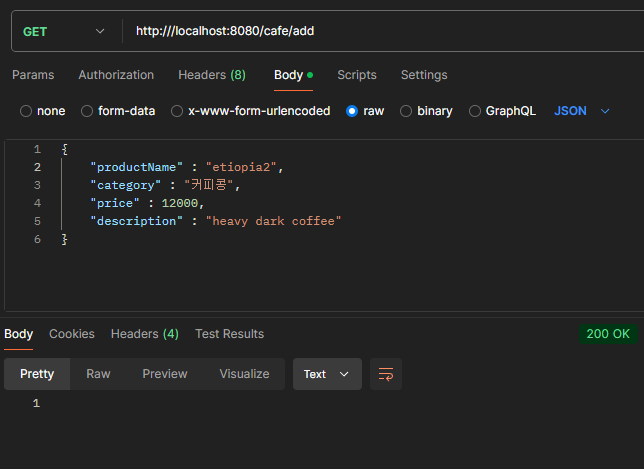 GET http:///localhost:8080/cafe/add
Params Authorization Headers (8) Body Scripts Settings
none form-data x-www-form-urlencoded raw binary GraphQL JSON
1 {
2 "productName" : "etiopia2",
3 "category" : "커피콩",
4 "price" : 12000,
5 "description" : "heavy dark coffee"
6 }
Body Cookies Headers (4) Test Results 200 OK
Pretty Raw Preview Visualize Text
1